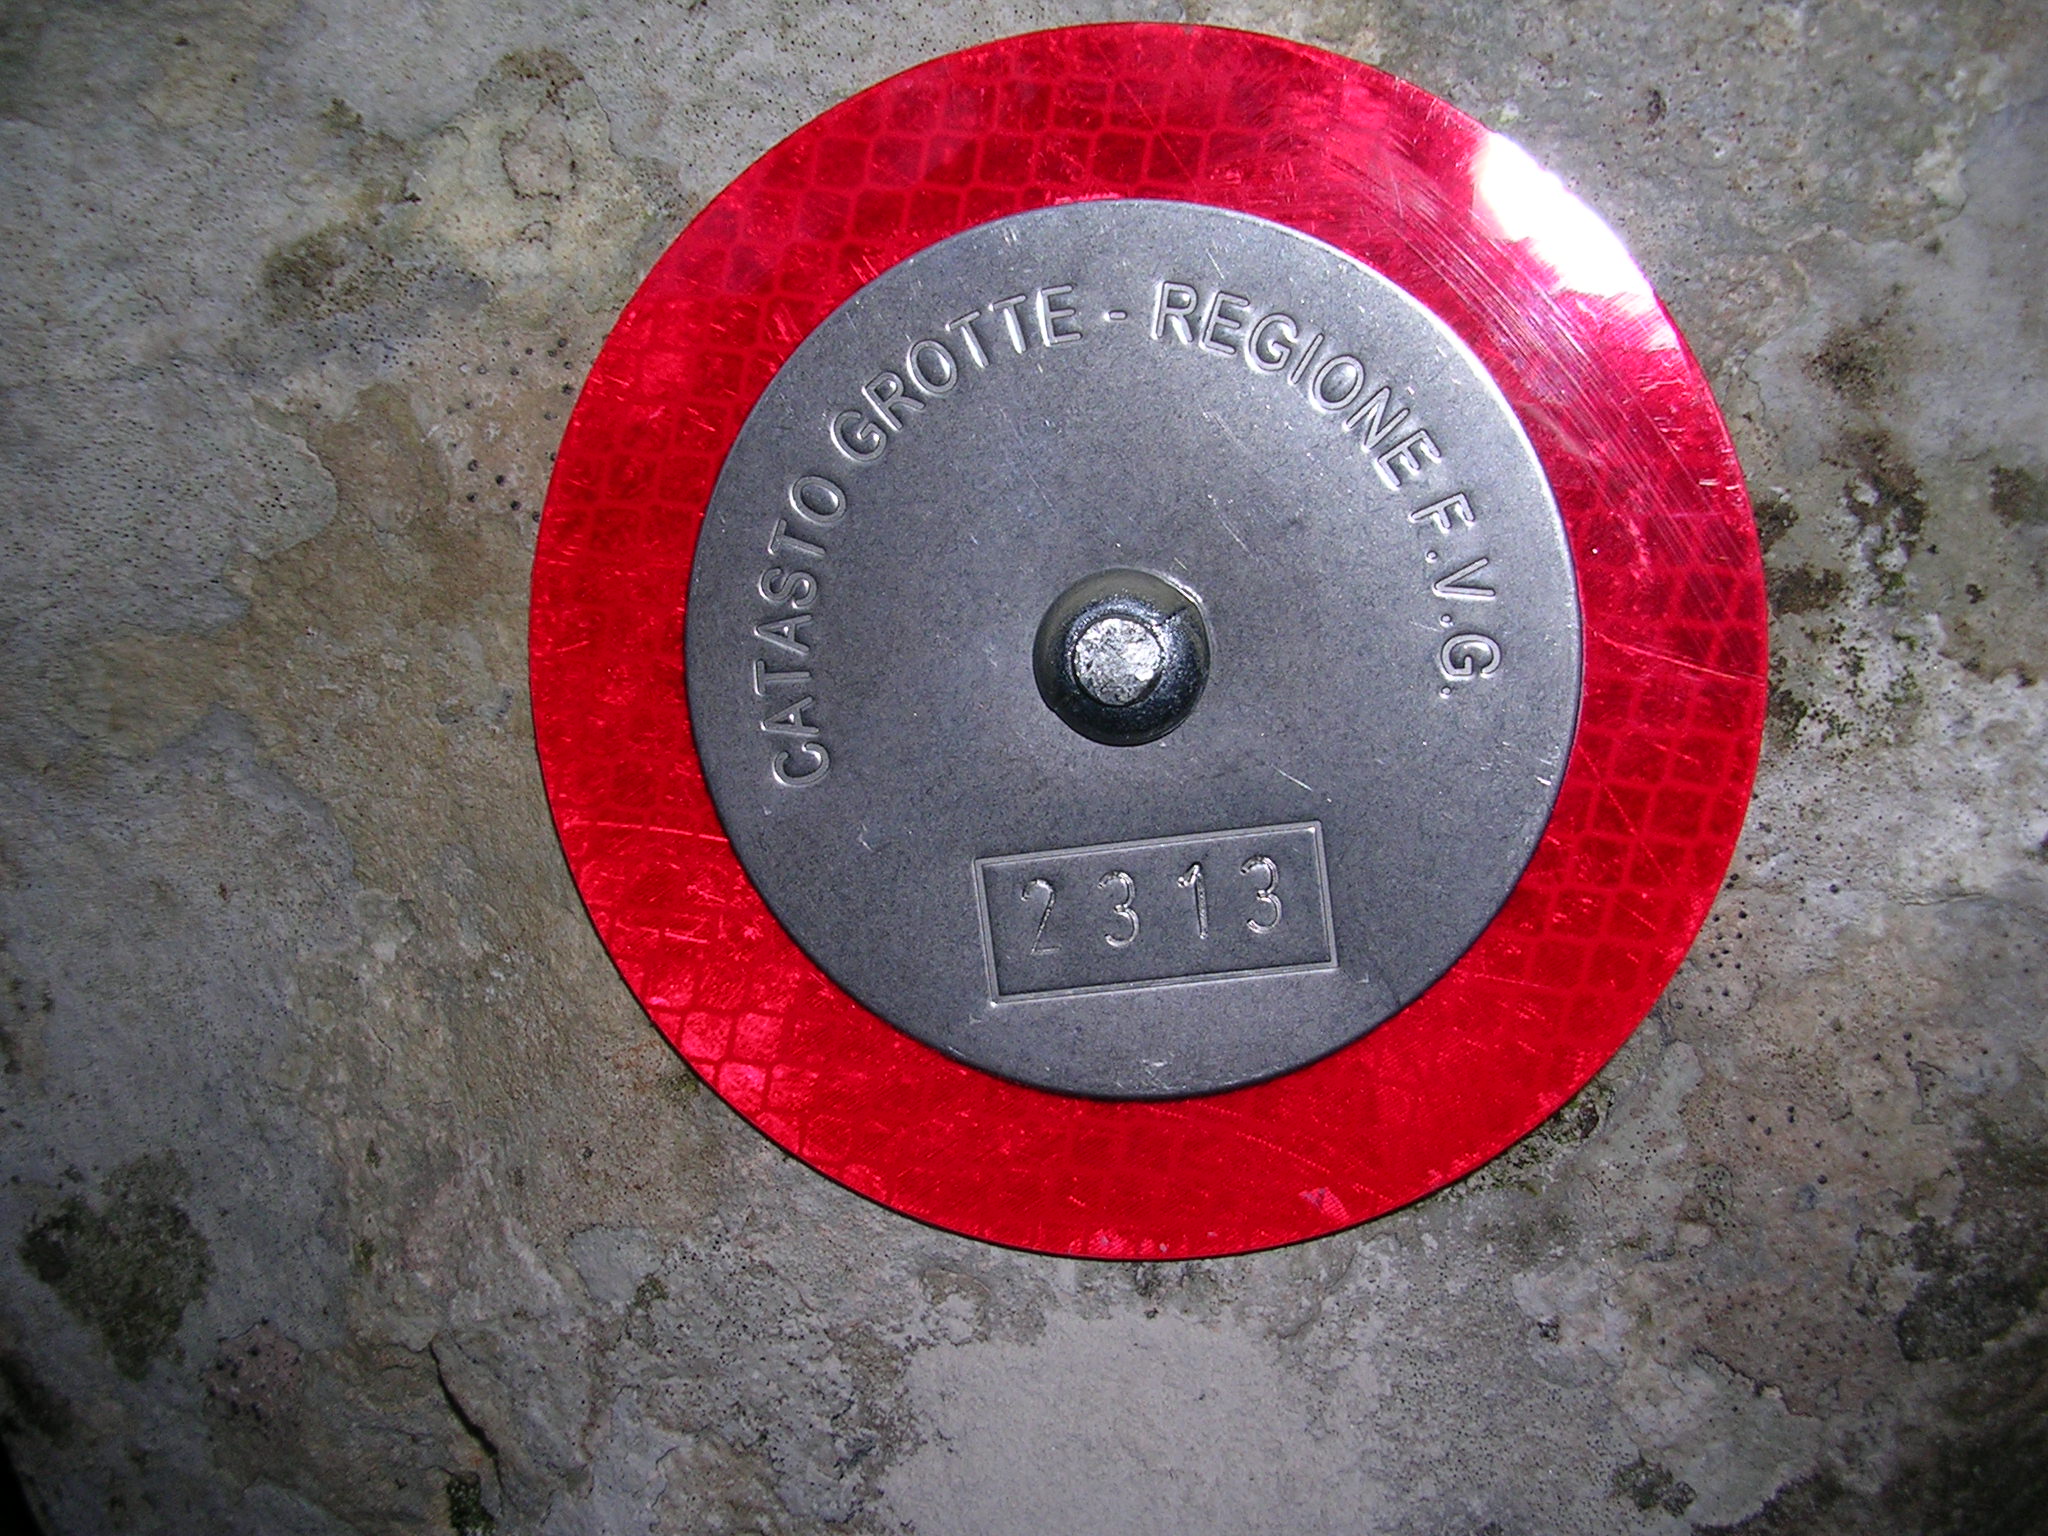 CATASTO GROTTE - REGIONE F.V.G.
2313